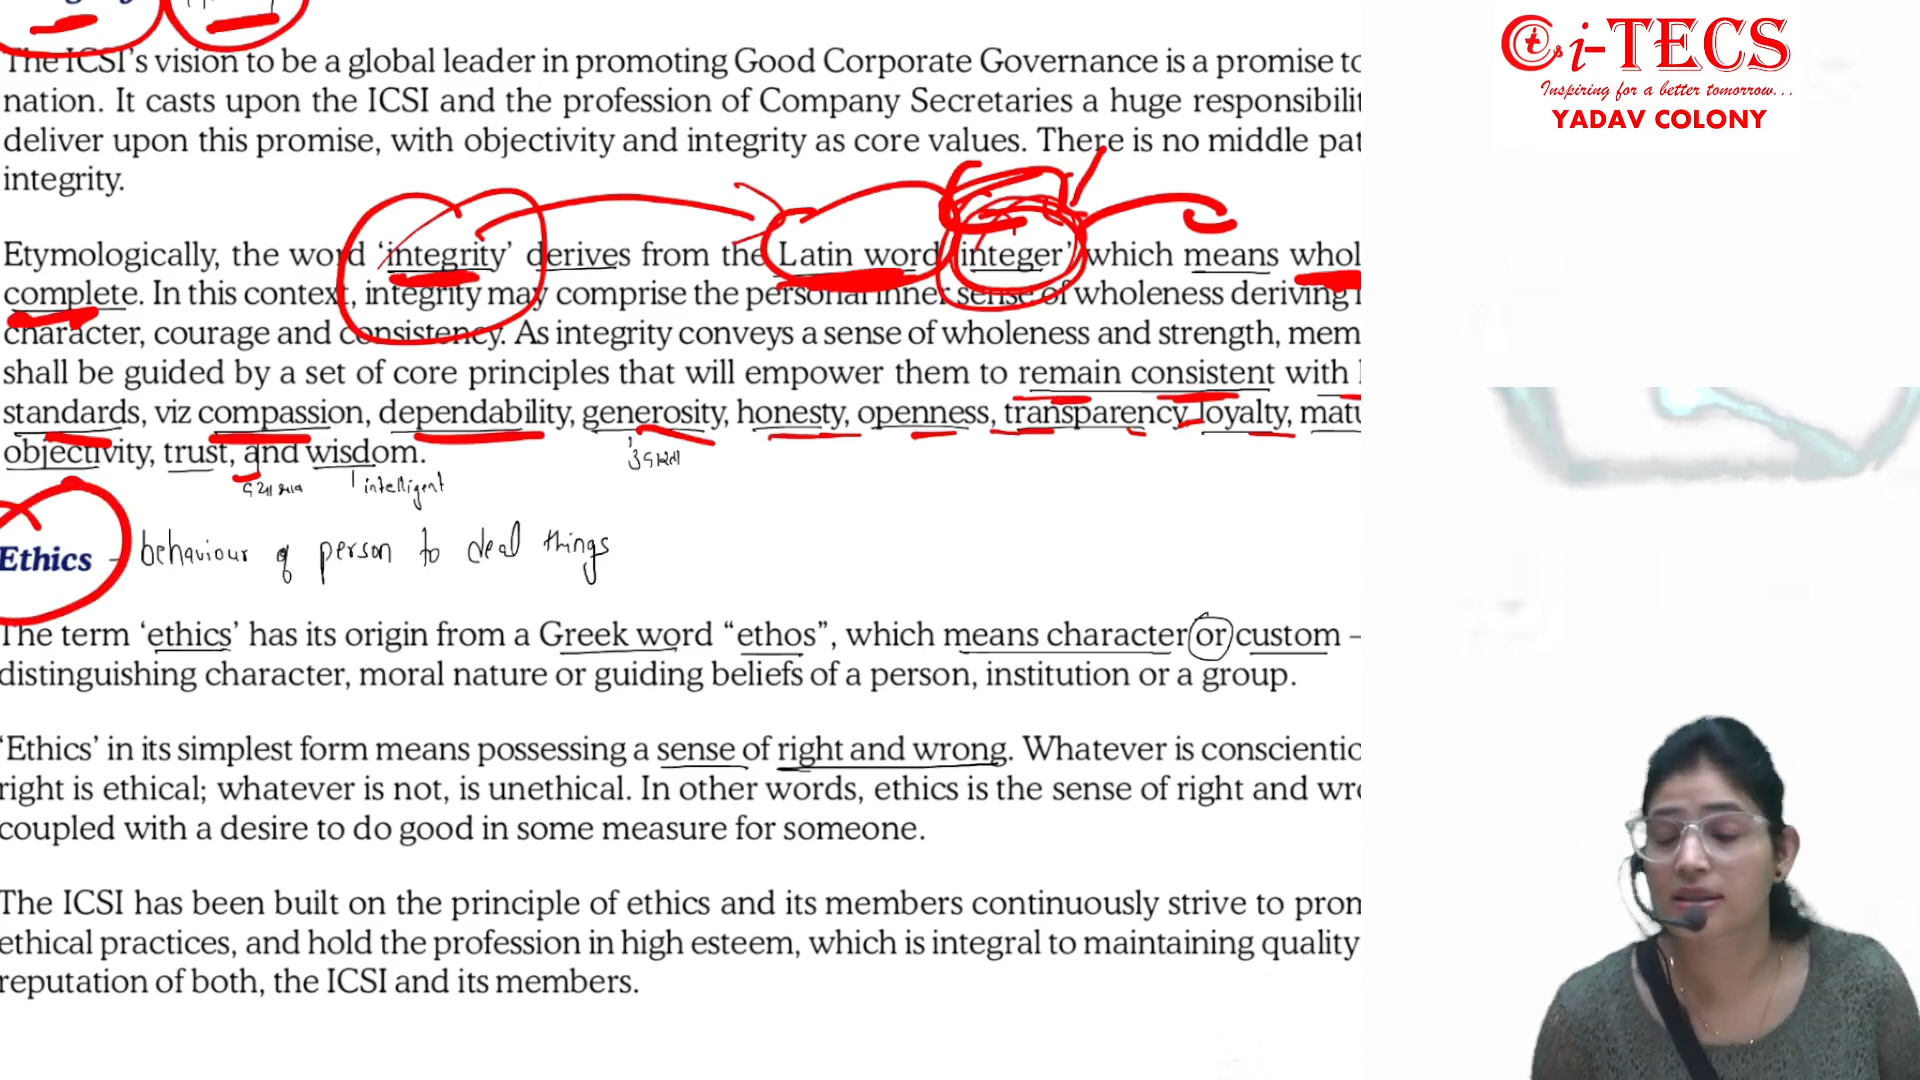 i-TECS
Inspiring for a better tomorrow...
YADAV COLONY
The ICSI's vision to be a global leader in promoting Good Corporate Governance is a promise to
nation. It casts upon the ICSI and the profession of Company Secretaries a huge responsibilit
deliver upon this promise, with objectivity and integrity as core values. There is no middle pat
integrity.
Etymologically, the word ‘integrity’ derives from the Latin word integer’ which means whol
complete. In this context, integrity may comprise the personal inner sense of wholeness deriving
character, courage and consistency. As integrity conveys a sense of wholeness and strength, mem
shall be guided by a set of core principles that will empower them to remain consistent with
standards, viz compassion, dependability, generosity, honesty, openness, transparency loyalty, matu
objectivity, trust, and wisdom.
intelligent
Ethics - behaviour of person to deal things
The term ‘ethics’ has its origin from a Greek word “ethos”, which means character or custom –
distinguishing character, moral nature or guiding beliefs of a person, institution or a group.
‘Ethics’ in its simplest form means possessing a sense of right and wrong. Whatever is conscientio
right is ethical; whatever is not, is unethical. In other words, ethics is the sense of right and wro
coupled with a desire to do good in some measure for someone.
The ICSI has been built on the principle of ethics and its members continuously strive to prom
ethical practices, and hold the profession in high esteem, which is integral to maintaining quality
reputation of both, the ICSI and its members.